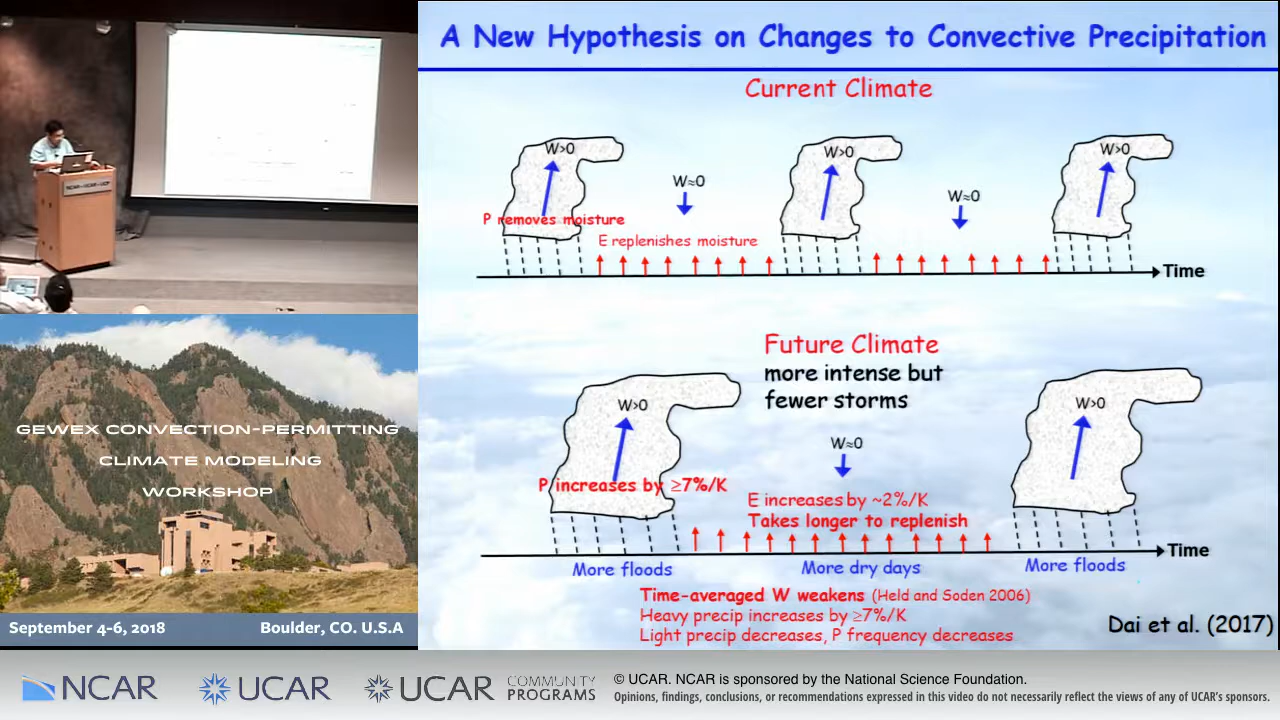 A New Hypothesis on Changes to Convective Precipitation
Current Climate
W>0
W>0
W>0
W≈0
W≈0
P removes moisture
E replenishes moisture
Time
Future Climate
more intense but
fewer storms
W>0
W>0
W≈0
P increases by ≥7%/K
E increases by ~2%/K
Takes longer to replenish
Time
More floods
More dry days
More floods
Time-averaged W weakens (Held and Soden 2006)
Heavy precip increases by ≥7%/K
Light precip decreases, P frequency decreases
Dai et al. (2017)
NCAR•UCAR•UCP
GEWEX CONVECTION-PERMITTING
CLIMATE MODELING
WORKSHOP
September 4-6, 2018
Boulder, CO. U.S.A
NCAR
UCAR
UCAR
COMMUNITY
PROGRAMS
© UCAR. NCAR is sponsored by the National Science Foundation.
Opinions, findings, conclusions, or recommendations expressed in this video do not necessarily reflect the views of any of UCAR's sponsors.